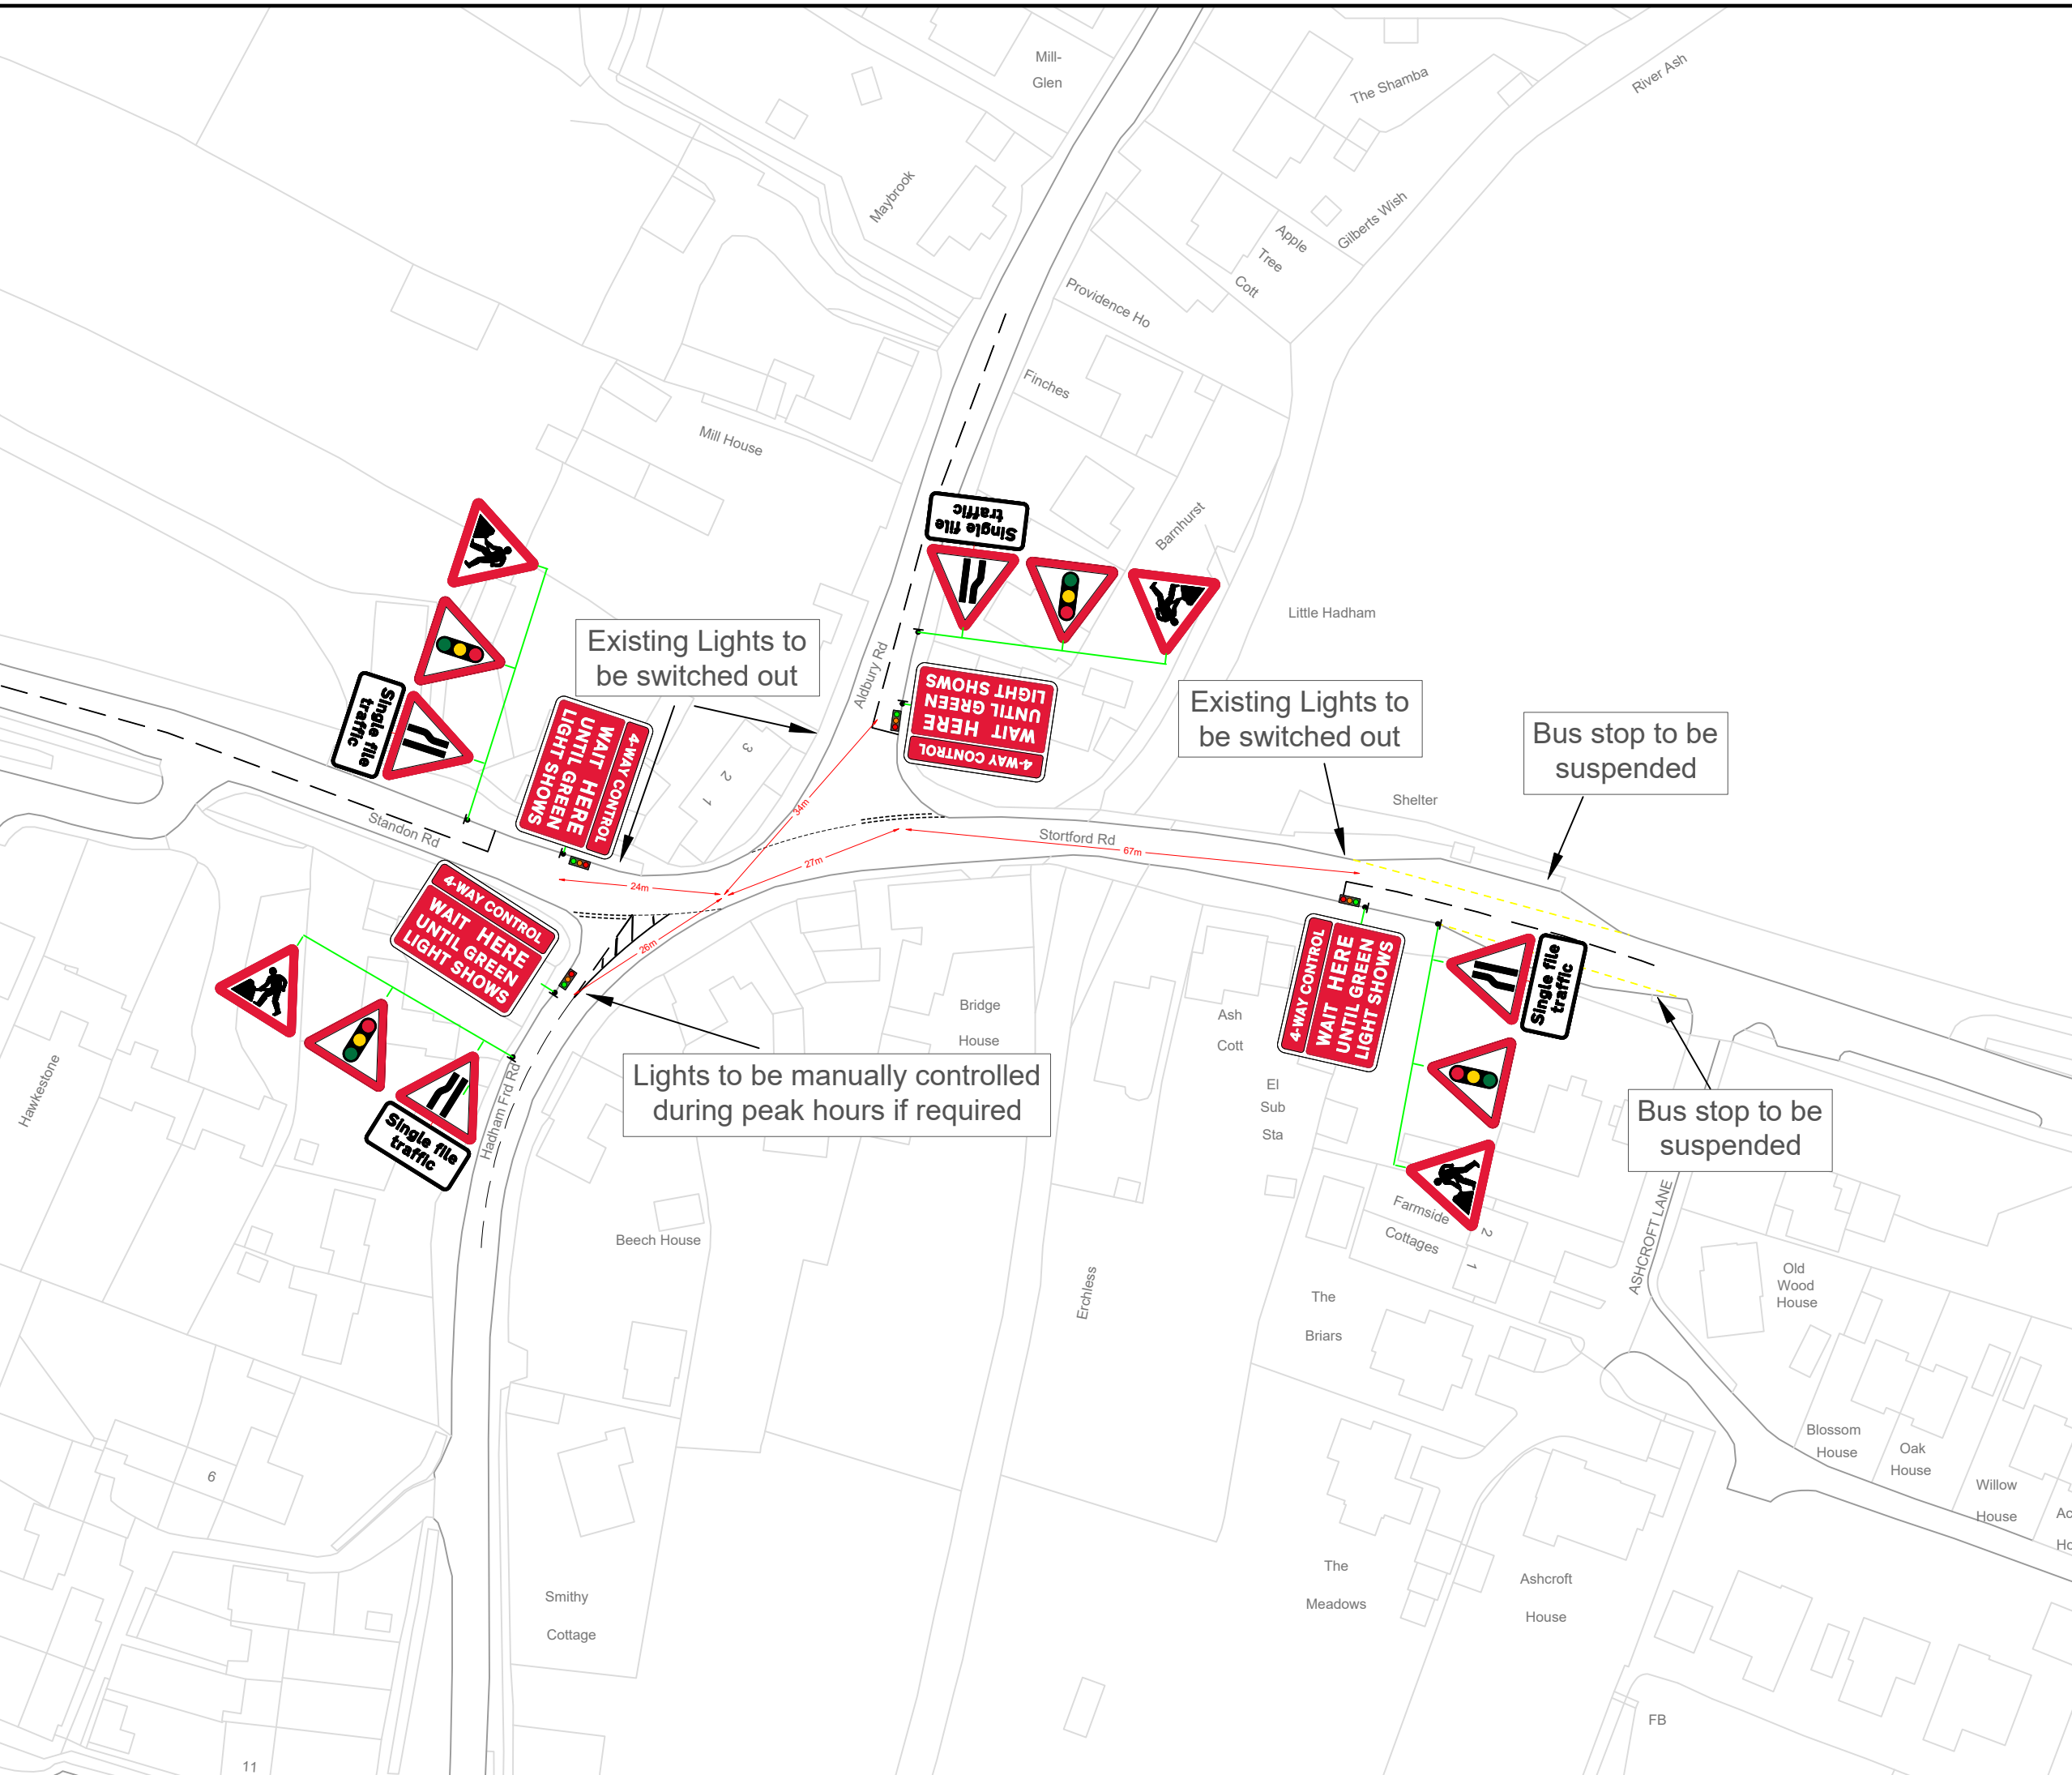 Mill-
Glen
The Shamba
River Ash
Maybrook
Gilberts Wish
Apple
Tree
Cott
Providence Ho
Finches
Mill House
Barnhurst
Little Hadham
Single file
traffic
Existing Lights to
be switched out
Aldbury Rd
4-WAY CONTROL
WAIT HERE
UNTIL GREEN
LIGHT SHOWS
Existing Lights to
be switched out
Bus stop to be
suspended
Single file
traffic
4-WAY CONTROL
WAIT HERE
UNTIL GREEN
LIGHT SHOWS
3
2
1
34m
Shelter
Standon Rd
Stortford Rd
27m
67m
24m
26m
4-WAY CONTROL
WAIT HERE
UNTIL GREEN
LIGHT SHOWS
4-WAY CONTROL
WAIT HERE
UNTIL GREEN
LIGHT SHOWS
Single file
traffic
Bridge
House
Ash
Cott
El
Sub
Sta
Hawkestone
Lights to be manually controlled
during peak hours if required
Bus stop to be
suspended
Hadham Frd Rd
Single file
traffic
Farmside
Cottages
2
1
ASHCROFT LANE
Beech House
Erchless
The
Briars
Old
Wood
House
Blossom
House
Oak
House
Willow
House
Ac
Ho
6
The
Meadows
Ashcroft
House
Smithy
Cottage
FB
11